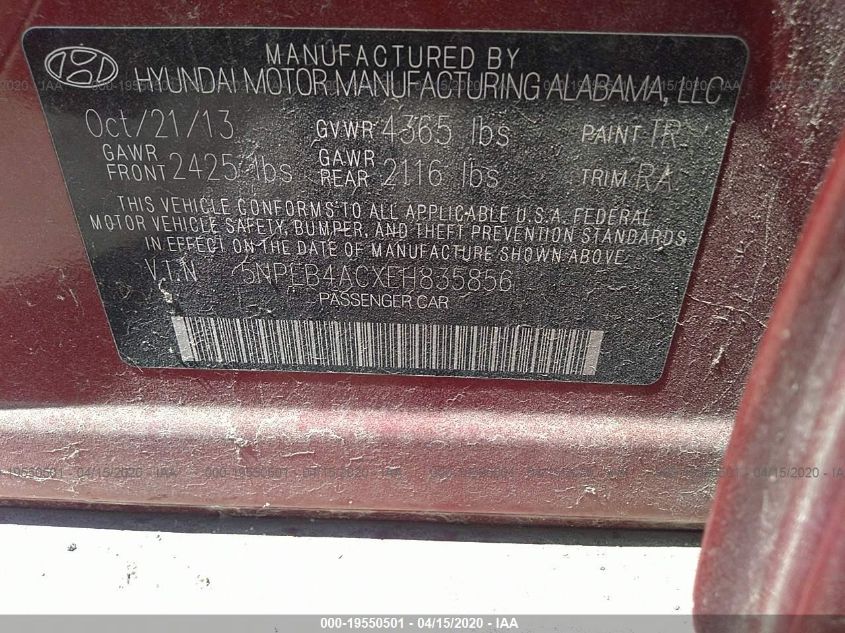 MANUFACTURED BY
HYUNDAI MOTOR MANUFACTURING ALABAMA, LLC
Oct/21/13 GVWR 4365 lbs PAINT TR
GAWR FRONT 2425 lbs GAWR REAR 2116 lbs TRIM RA
THIS VEHICLE CONFORMS TO ALL APPLICABLE U.S.A. FEDERAL
MOTOR VEHICLE SAFETY, BUMPER, AND THEFT PREVENTION STANDARDS
IN EFFECT ON THE DATE OF MANUFACTURE SHOWN ABOVE.
V.I.N 5NPEB4ACXEH835856
PASSENGER CAR
000-19550501 - 04/15/2020 - IAA